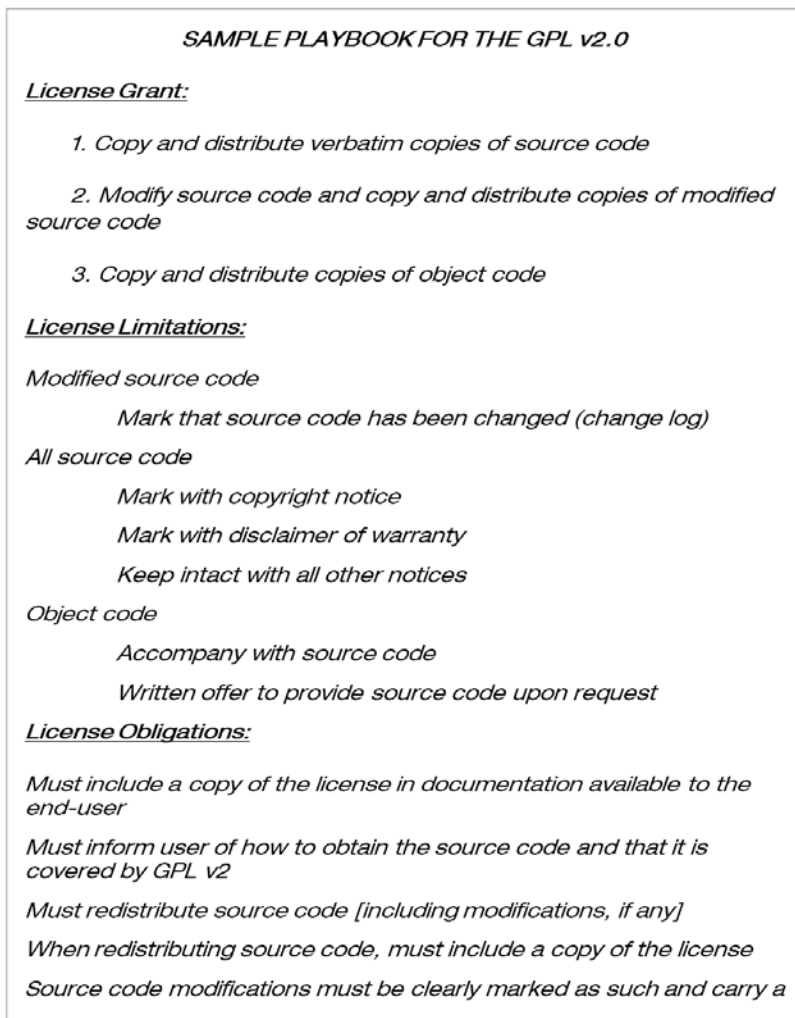 SAMPLE PLAYBOOK FOR THE GPL v2.0
License Grant:
1. Copy and distribute verbatim copies of source code
2. Modify source code and copy and distribute copies of modified
source code
3. Copy and distribute copies of object code
License Limitations:
Modified source code
Mark that source code has been changed (change log)
All source code
Mark with copyright notice
Mark with disclaimer of warranty
Keep intact with all other notices
Object code
Accompany with source code
Written offer to provide source code upon request
License Obligations:
Must include a copy of the license in documentation available to the
end-user
Must inform user of how to obtain the source code and that it is
covered by GPL v2
Must redistribute source code [including modifications, if any]
When redistributing source code, must include a copy of the license
Source code modifications must be clearly marked as such and carry a